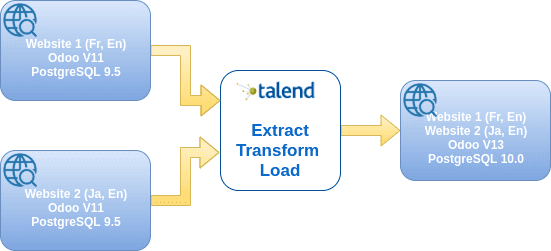 Website 1 (Fr, En)
Odoo V11
PostgreSQL 9.5
talend
Extract
Transform
Load
Website 1 (Fr, En)
Website 2 (Ja, En)
Odoo V13
PostgreSQL 10.0
Website 2 (Ja, En)
Odoo V11
PostgreSQL 9.5